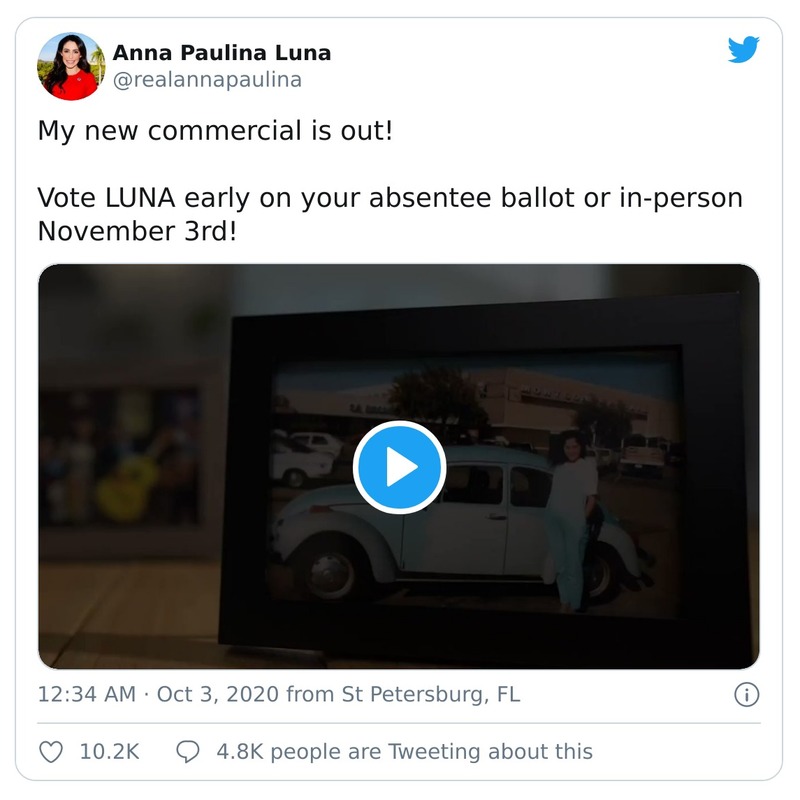 Anna Paulina Luna
@realannapaulina
My new commercial is out!
Vote LUNA early on your absentee ballot or in-person
November 3rd!
12:34 AM · Oct 3, 2020 from St Petersburg, FL
10.2K 4.8K people are Tweeting about this